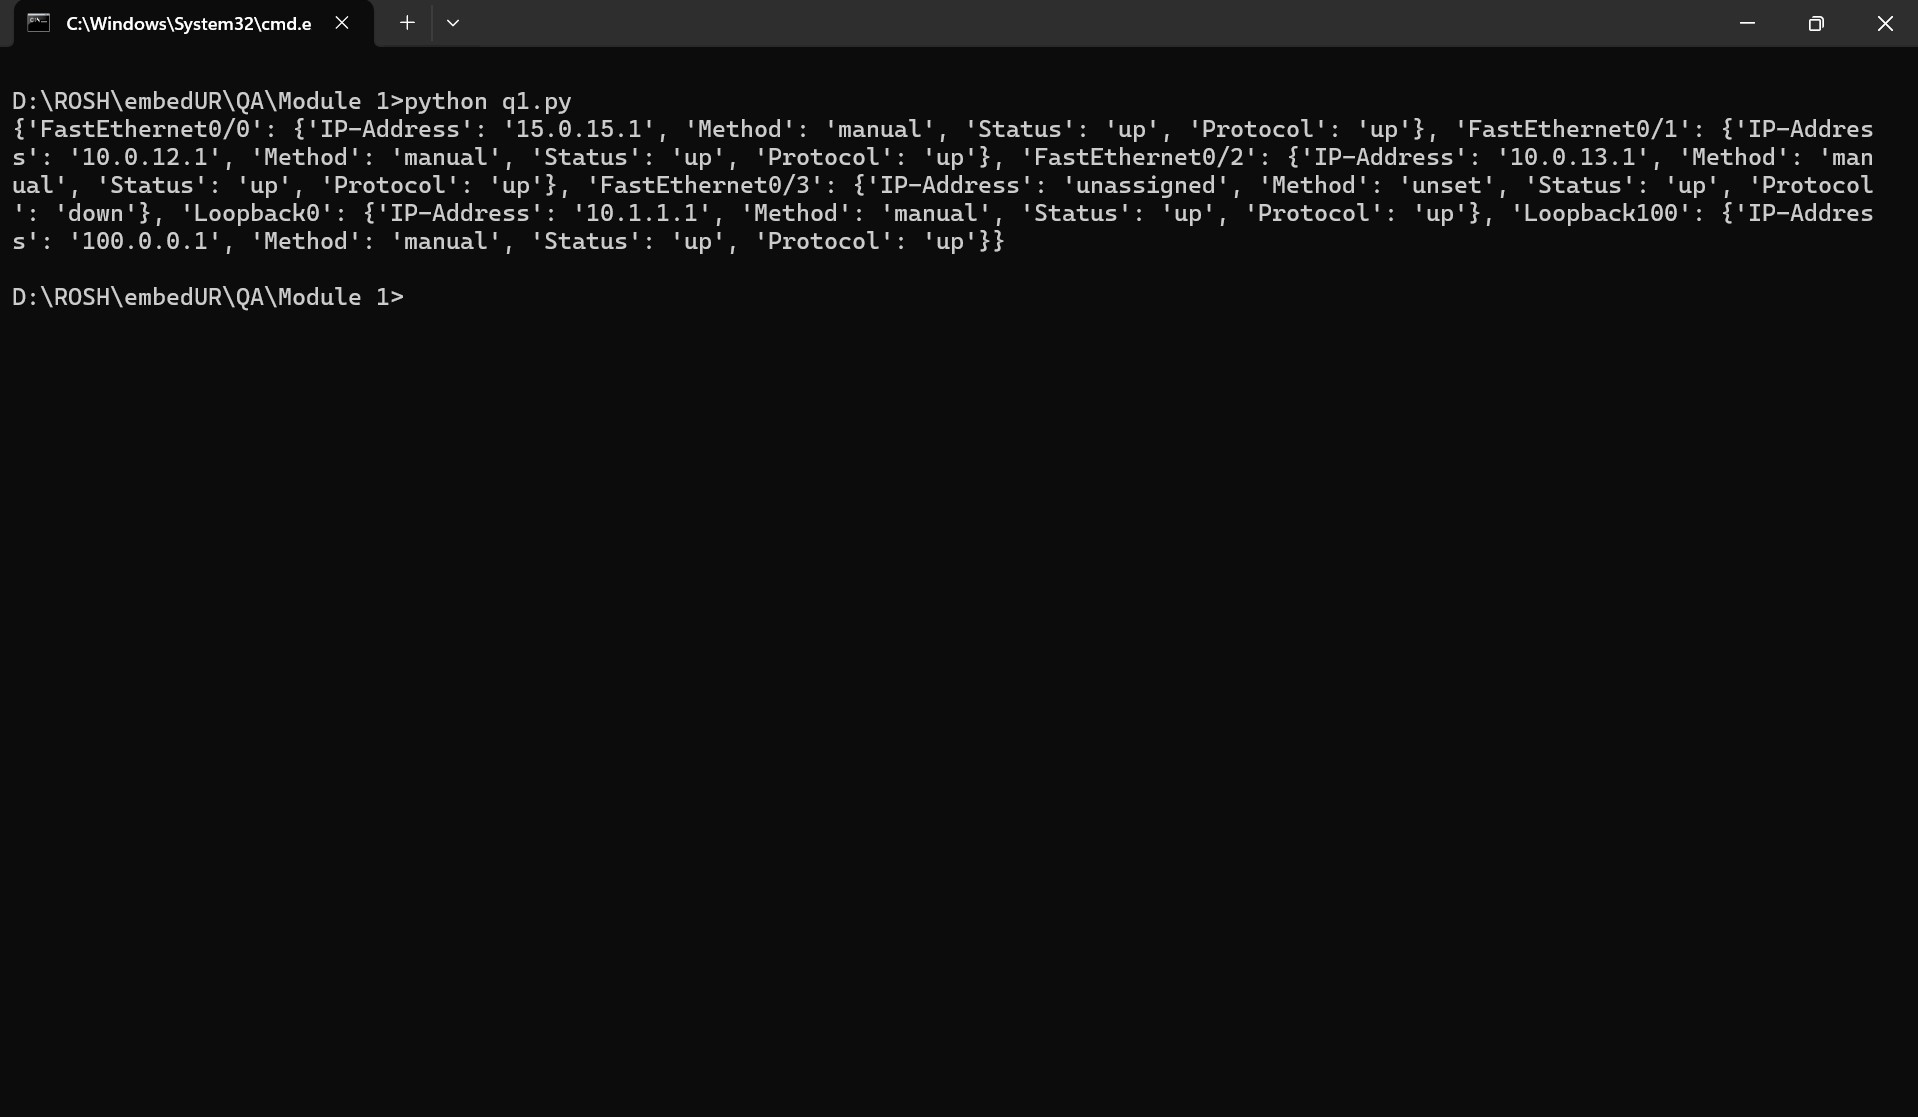 C:\Windows\System32\cmd.e
D:\ROSH\embedUR\QA\Module 1>python q1.py
{'FastEthernet0/0': {'IP-Address': '15.0.15.1', 'Method': 'manual', 'Status': 'up', 'Protocol': 'up'}, 'FastEthernet0/1': {'IP-Addres
s': '10.0.12.1', 'Method': 'manual', 'Status': 'up', 'Protocol': 'up'}, 'FastEthernet0/2': {'IP-Address': '10.0.13.1', 'Method': 'man
ual', 'Status': 'up', 'Protocol': 'up'}, 'FastEthernet0/3': {'IP-Address': 'unassigned', 'Method': 'unset', 'Status': 'up', 'Protocol
': 'down'}, 'Loopback0': {'IP-Address': '10.1.1.1', 'Method': 'manual', 'Status': 'up', 'Protocol': 'up'}, 'Loopback100': {'IP-Addres
s': '100.0.0.1', 'Method': 'manual', 'Status': 'up', 'Protocol': 'up'}}
D:\ROSH\embedUR\QA\Module 1>